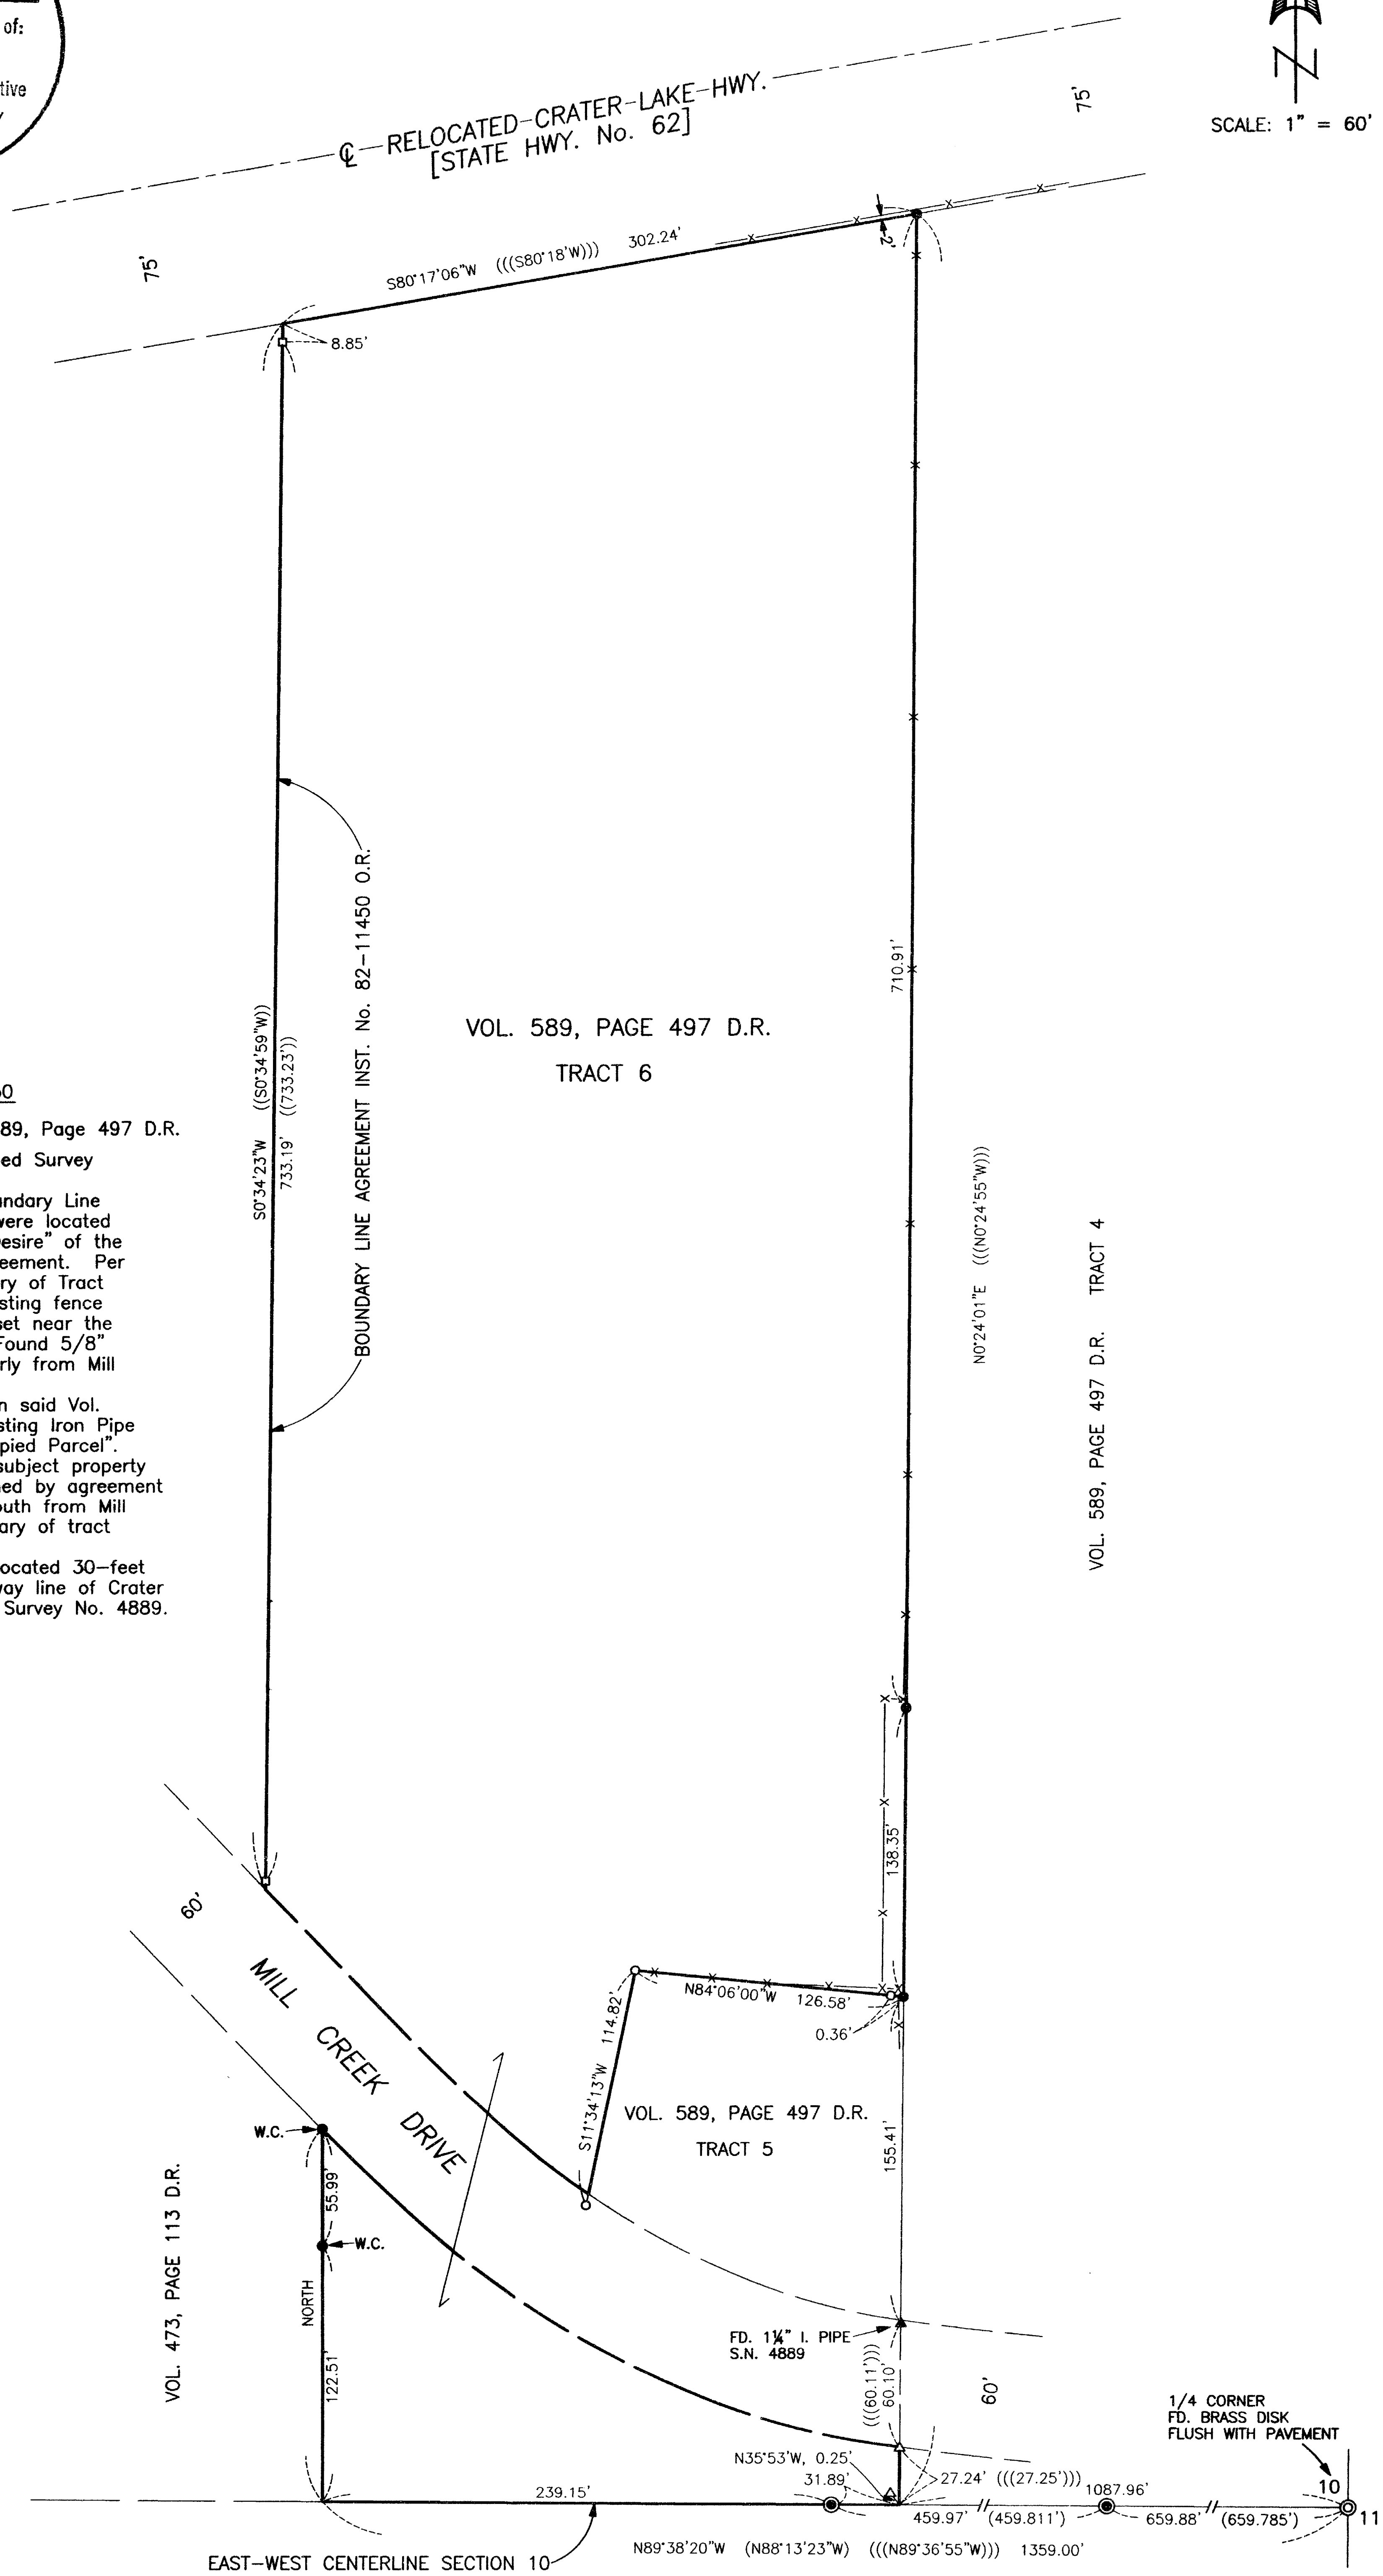 of:
tive
SCALE: 1" = 60'
℄ RELOCATED-CRATER-LAKE-HWY.
[STATE HWY. No. 62]
75'
75'
S80°17'06"W (((S80°18'W))) 302.24'
2'
8.85'
BOUNDARY LINE AGREEMENT INST. No. 82-11450 O.R.
S0°34'23"W ((S0°34'59"W))
733.19' ((733.23'))
VOL. 589, PAGE 497 D.R.
TRACT 6
710.91'
N0°24'01"E (((N0°24'55"W)))
VOL. 589, PAGE 497 D.R. TRACT 4
89, Page 497 D.R.
ed Survey
ndary Line
were located
esire" of the
eement. Per
ry of Tract
sting fence
set near the
Found 5/8"
rly from Mill
n said Vol.
sting Iron Pipe
pied Parcel".
subject property
ned by agreement
outh from Mill
ary of tract
ocated 30-feet
way line of Crater
Survey No. 4889.
138.35'
60'
MILL CREEK DRIVE
N84°06'00"W 126.58'
0.36'
S11°34'13"W 114.82'
VOL. 589, PAGE 497 D.R.
TRACT 5
155.41'
W.C.
55.99'
W.C.
NORTH
122.51'
VOL. 473, PAGE 113 D.R.
FD. 1¼" I. PIPE
S.N. 4889
(((60.11')))
60.10'
60'
1/4 CORNER
FD. BRASS DISK
FLUSH WITH PAVEMENT
N35°53'W, 0.25'
31.89'
27.24' (((27.25')))
1087.96'
10
11
239.15'
459.97' (459.811')
659.88' (659.785')
N89°38'20"W (N88°13'23"W) (((N89°36'55"W))) 1359.00'
EAST-WEST CENTERLINE SECTION 10